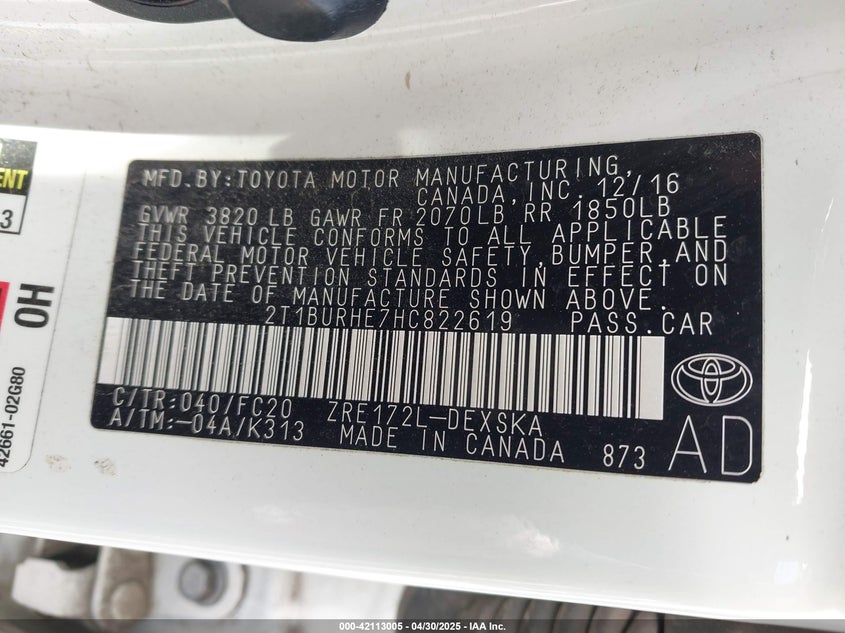 MFD.BY:TOYOTA MOTOR MANUFACTURING,
CANADA,INC. 12/16
GVWR 3820 LB GAWR FR 2070LB RR 1850LB
THIS VEHICLE CONFORMS TO ALL APPLICABLE
FEDERAL MOTOR VEHICLE SAFETY,BUMPER,AND
THEFT PREVENTION STANDARDS IN EFFECT ON
THE DATE OF MANUFACTURE SHOWN ABOVE.
2T1BURHE7HC822619 PASS.CAR
C/TR:040/FC20 ZRE172L-DEXSKA
A/TM:-04A/K313 MADE IN CANADA 873
AD
3
OH
42661-02G80
000-42113005 - 04/30/2025 - IAA Inc.